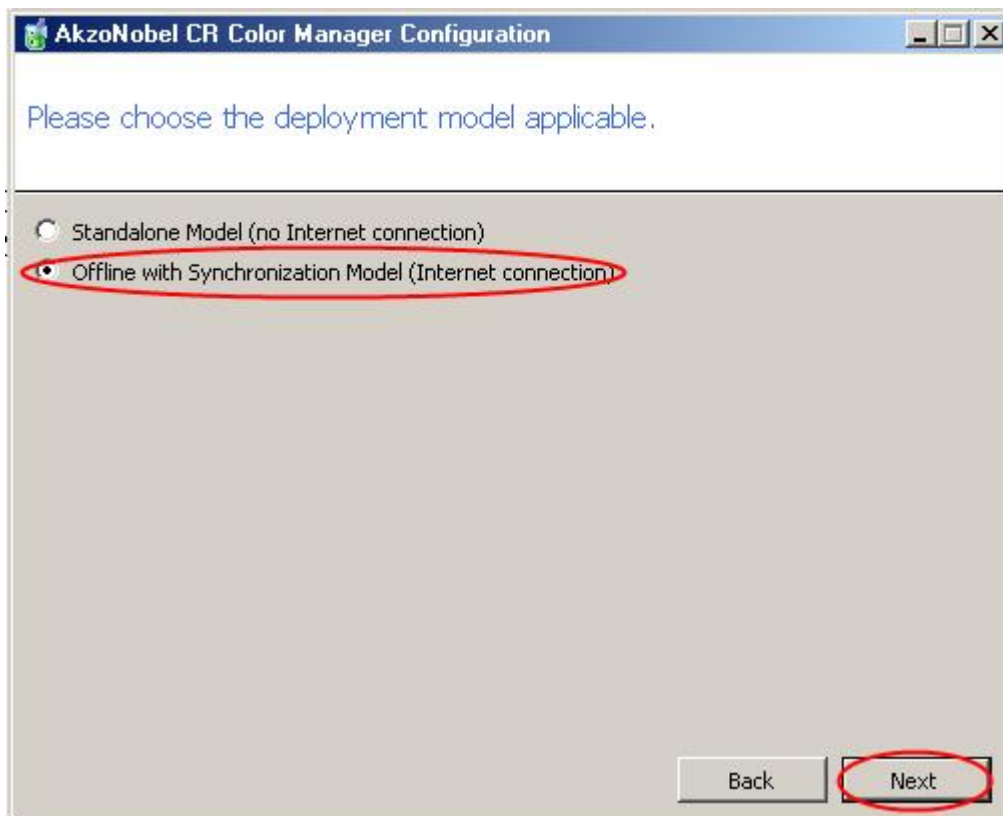 AkzoNobel CR Color Manager Configuration
Please choose the deployment model applicable.
Standalone Model (no Internet connection)
Offline with Synchronization Model (Internet connection)
Back
Next